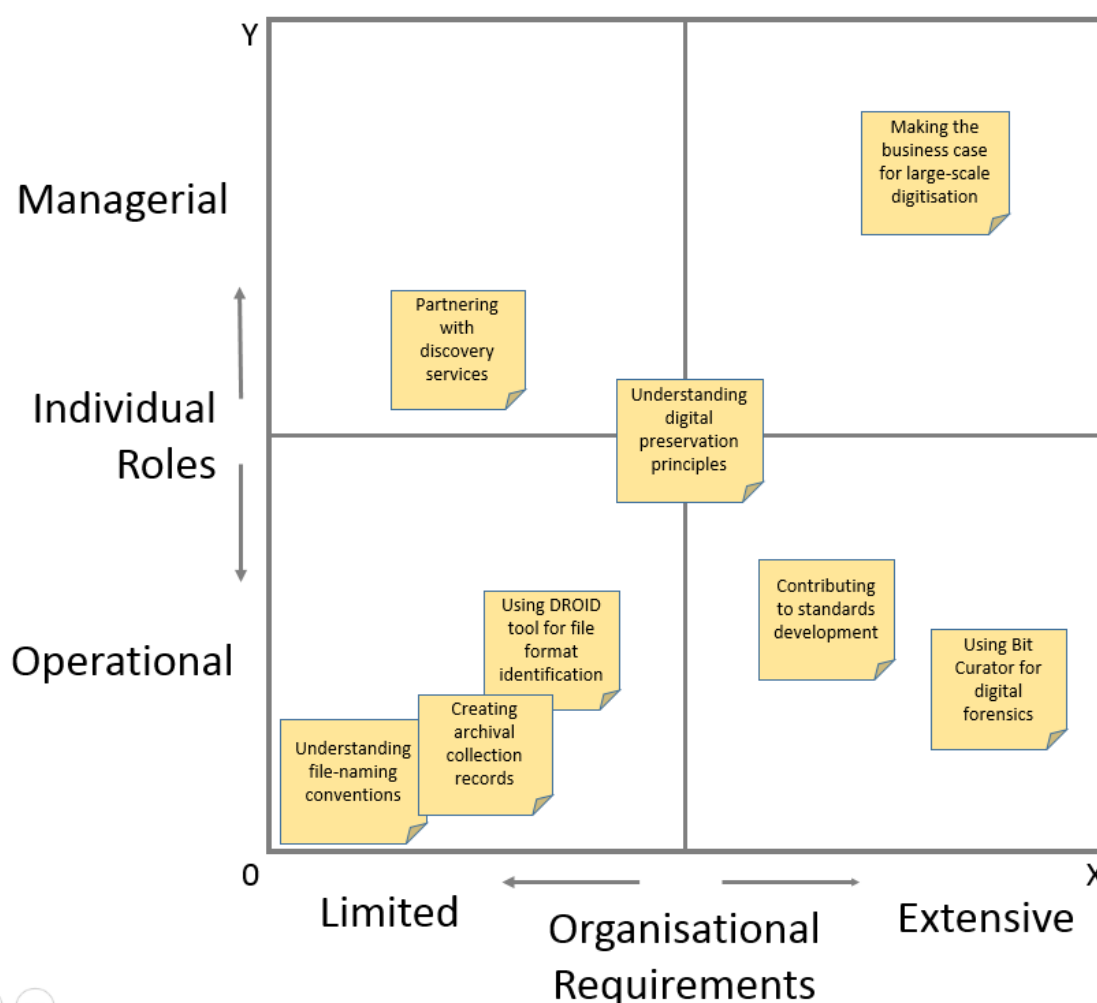 Y
Making the
business case
for large-scale
digitisation
Managerial
Partnering
with
discovery
services
Individual
Roles
Understanding
digital
preservation
principles
Operational
Using DROID
tool for file
format
identification
Contributing
to standards
development
Using Bit
Curator for
digital
forensics
Creating
archival
collection
records
Understanding
file-naming
conventions
0
X
Limited
Organisational
Requirements
Extensive